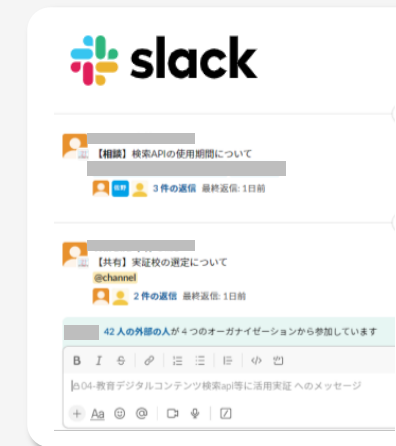 slack
【相談】検索APIの使用期間について
佐野 3 件の返信 最終返信: 1日前
【共有】実証校の選定について
@channel
2 件の返信 最終返信: 1日前
42 人の外部の人が 4 つのオーガナイゼーションから参加しています
B I S
04-教育デジタルコンテンツ検索api等に活用実証 へのメッセージ
+ Aa @